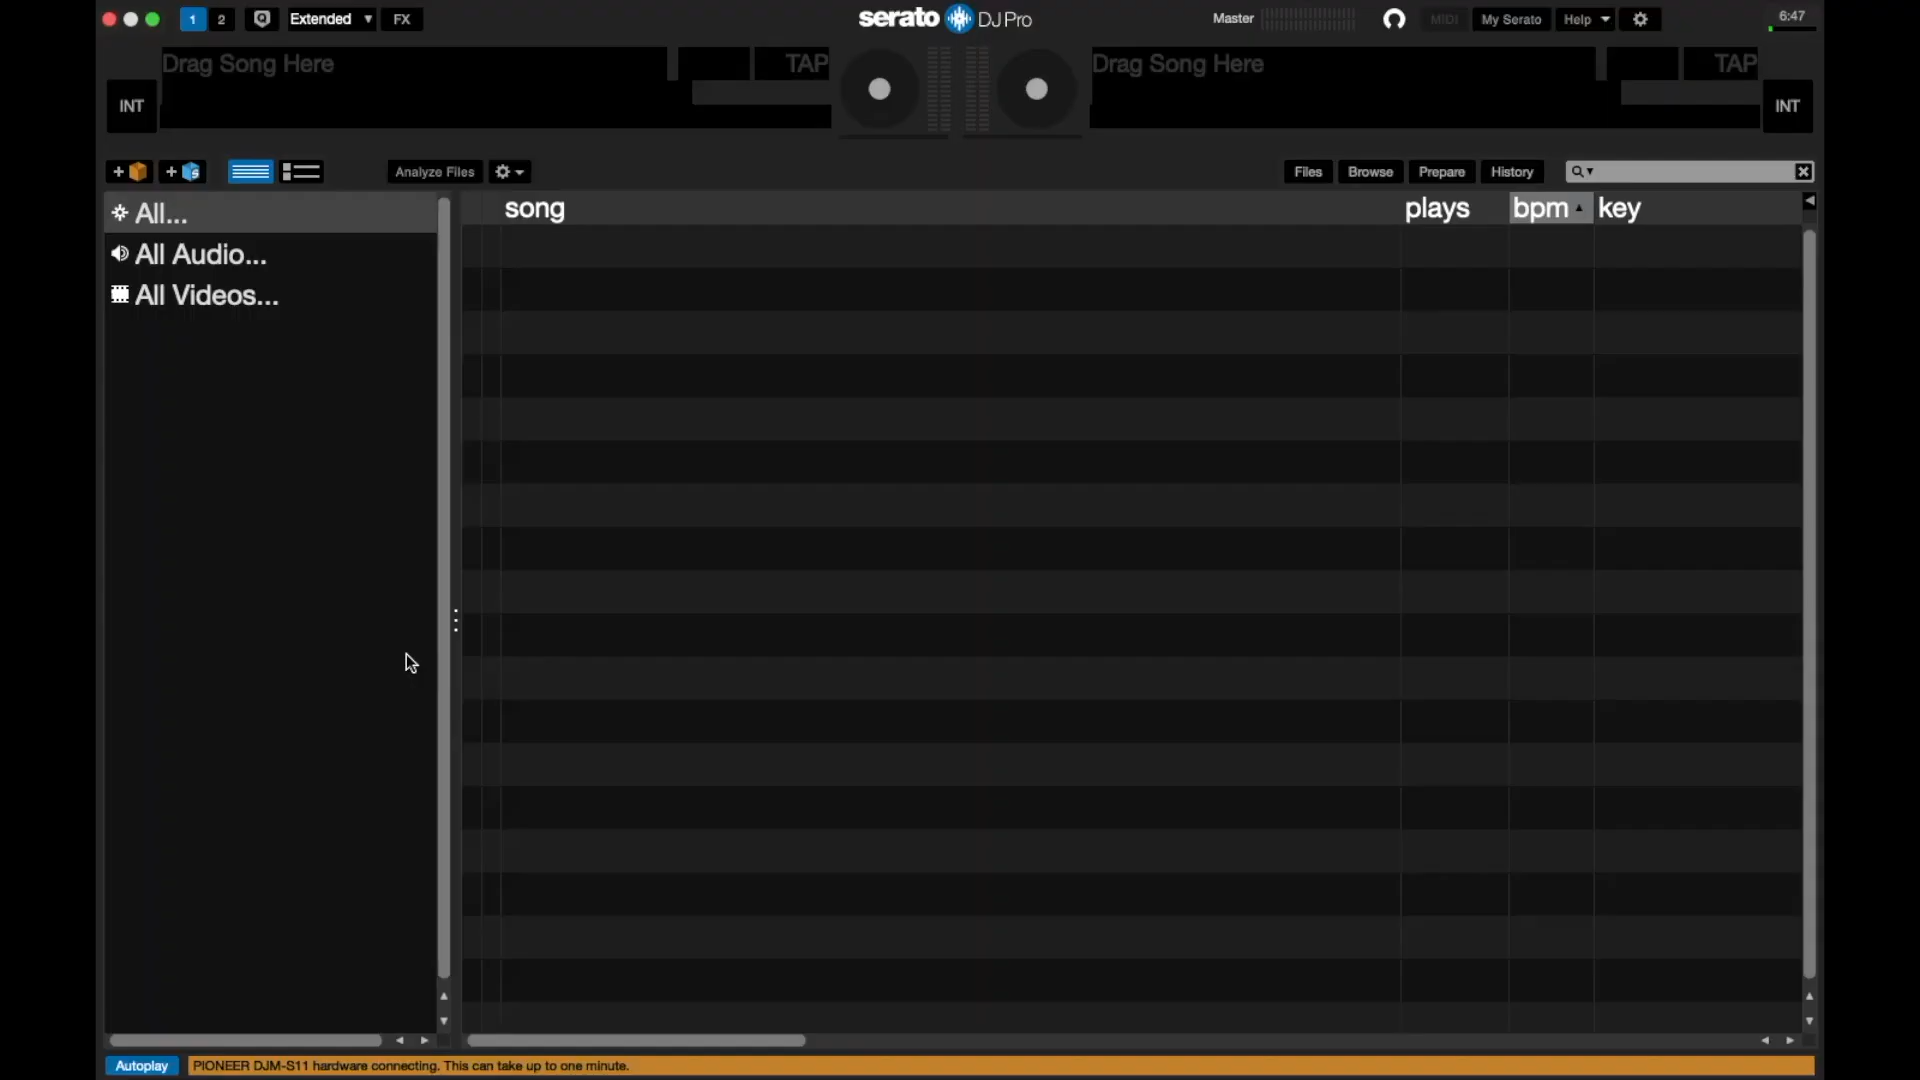 1 2 Extended FX
serato DJ Pro
Master MIDI My Serato Help 6:47
Drag Song Here TAP
Drag Song Here TAP
INT
INT
+ + Analyze Files
Files Browse Prepare History
All...
All Audio...
All Videos...
song plays bpm key
Autoplay PIONEER DJM-S11 hardware connecting. This can take up to one minute.